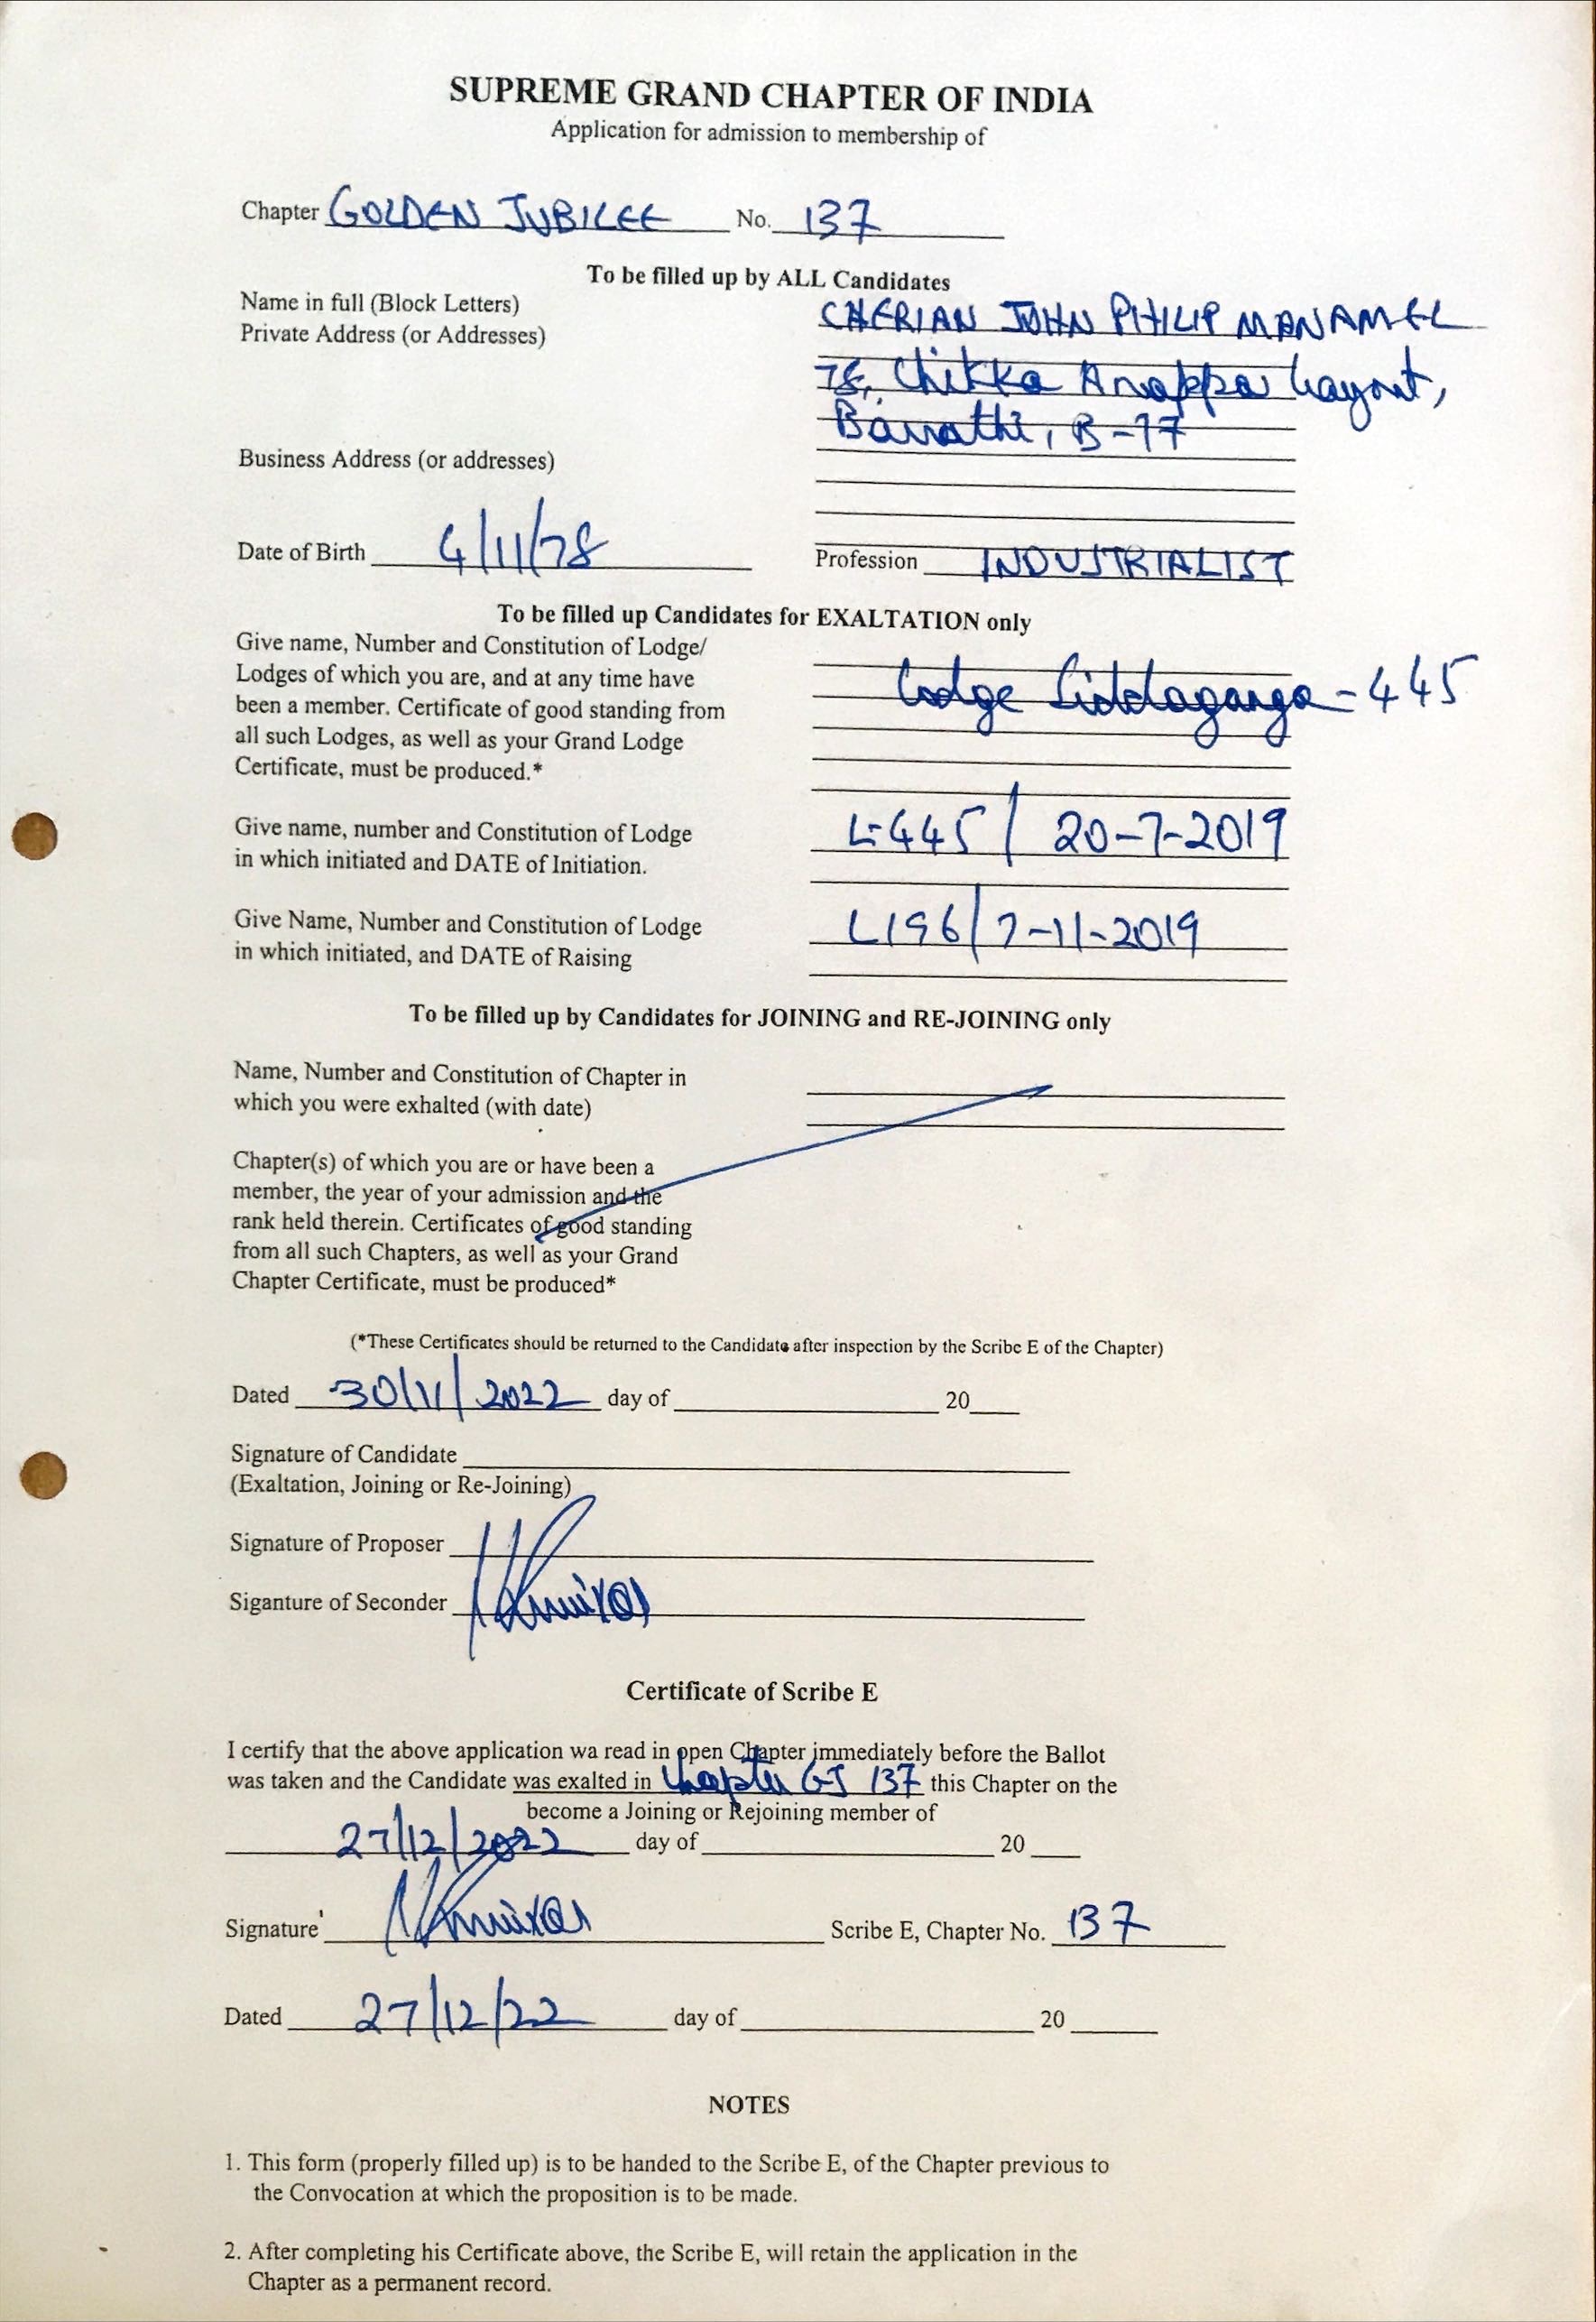 SUPREME GRAND CHAPTER OF INDIA
Application for admission to membership of
Chapter GOLDEN JUBILEE No. 137
To be filled up by ALL Candidates
Name in full (Block Letters) CHERIAN JOHN PHILIP MANAMEL
Private Address (or Addresses)
Chikka Anappa Layout,
B-77
Business Address (or addresses)
Date of Birth 4/11/78 Profession INDUSTRIALIST
To be filled up Candidates for EXALTATION only
Give name, Number and Constitution of Lodge/
Lodges of which you are, and at any time have Lodge Siddaganga - 445
been a member. Certificate of good standing from
all such Lodges, as well as your Grand Lodge
Certificate, must be produced.*
Give name, number and Constitution of Lodge L-445 / 20-7-2019
in which initiated and DATE of Initiation.
Give Name, Number and Constitution of Lodge L196/7-11-2019
in which initiated, and DATE of Raising
To be filled up by Candidates for JOINING and RE-JOINING only
Name, Number and Constitution of Chapter in
which you were exhalted (with date)
Chapter(s) of which you are or have been a
member, the year of your admission and the
rank held therein. Certificates of good standing
from all such Chapters, as well as your Grand
Chapter Certificate, must be produced*
(*These Certificates should be returned to the Candidate after inspection by the Scribe E of the Chapter)
Dated 30/11/2022 day of 20
Signature of Candidate
(Exaltation, Joining or Re-Joining)
Signature of Proposer
Siganture of Seconder
Certificate of Scribe E
I certify that the above application wa read in open Chapter immediately before the Ballot
was taken and the Candidate was exalted in Chapter GJ 137 this Chapter on the
become a Joining or Rejoining member of
27/12/2022 day of 20
Signature Scribe E, Chapter No. 137
Dated 27/12/22 day of 20
NOTES
1. This form (properly filled up) is to be handed to the Scribe E, of the Chapter previous to
the Convocation at which the proposition is to be made.
2. After completing his Certificate above, the Scribe E, will retain the application in the
Chapter as a permanent record.